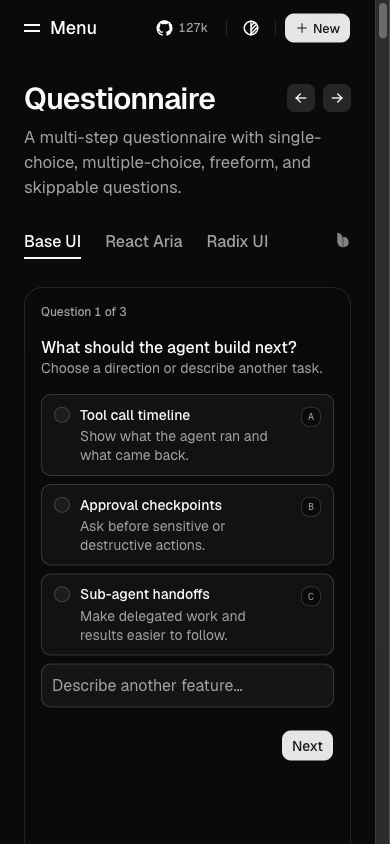 Menu
127k
New
Questionnaire
A multi-step questionnaire with single-
choice, multiple-choice, freeform, and
skippable questions.
Base UI
React Aria
Radix UI
Question 1 of 3
What should the agent build next?
Choose a direction or describe another task.
Tool call timeline
A
Show what the agent ran and
what came back.
Approval checkpoints
B
Ask before sensitive or
destructive actions.
Sub-agent handoffs
C
Make delegated work and
results easier to follow.
Describe another feature...
Next